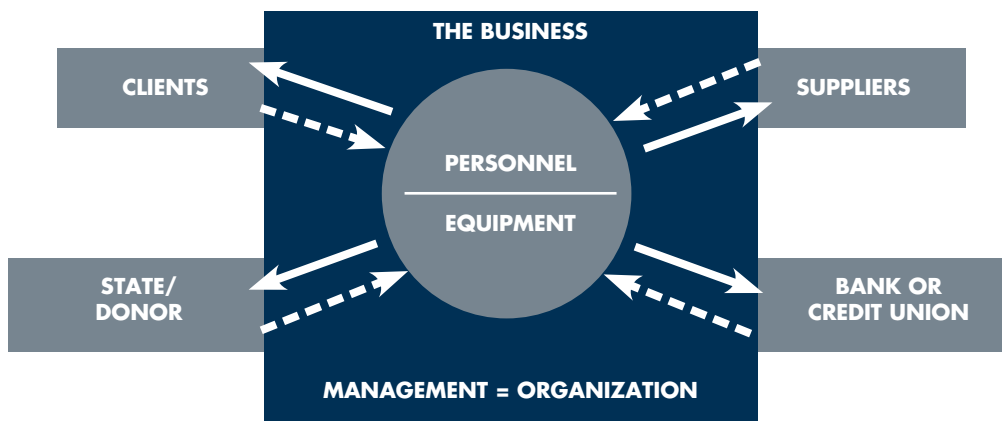 THE BUSINESS
CLIENTS
SUPPLIERS
PERSONNEL
EQUIPMENT
STATE/
DONOR
BANK OR
CREDIT UNION
MANAGEMENT = ORGANIZATION